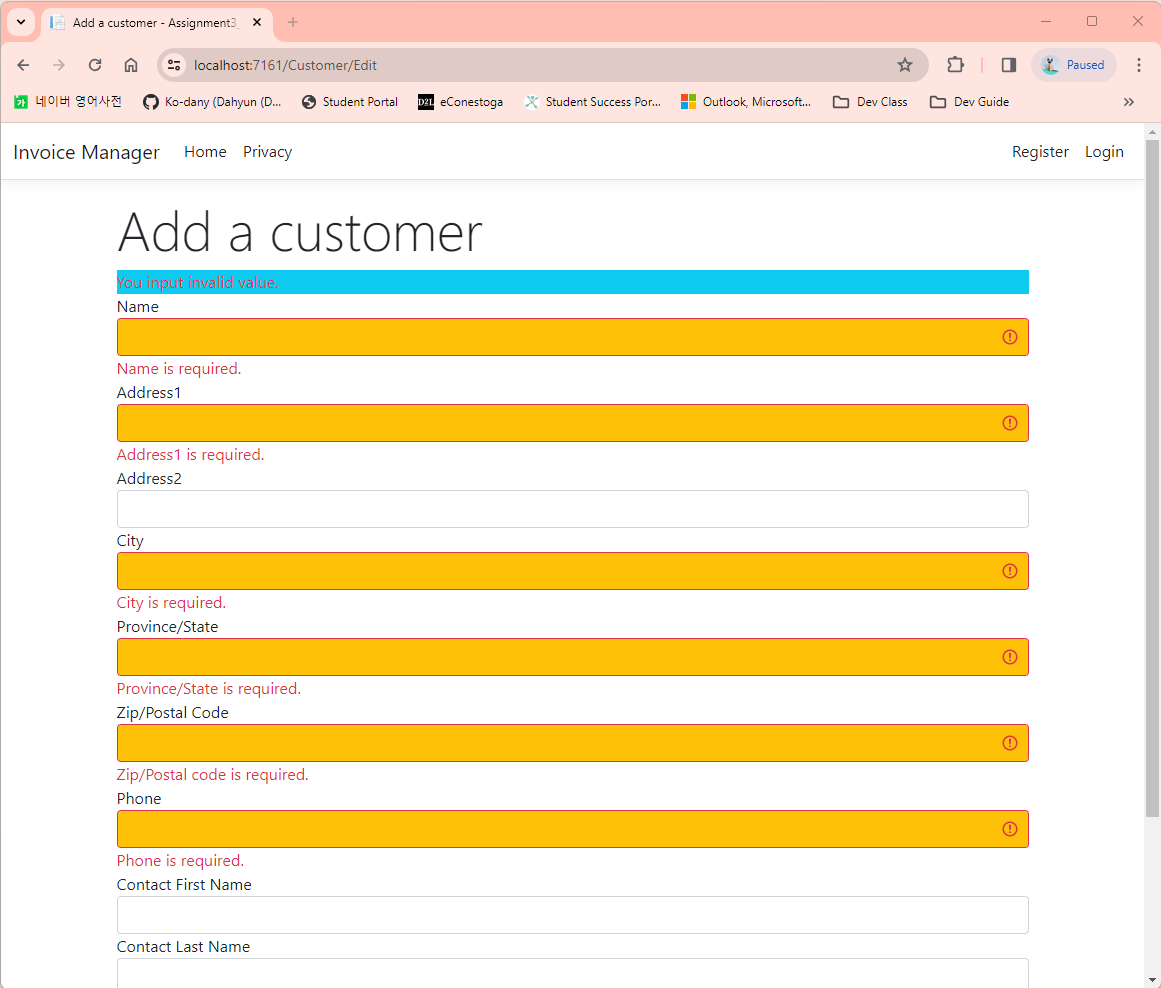 Add a customer - Assignment3_
localhost:7161/Customer/Edit
Paused
네이버 영어사전 Ko-dany (Dahyun (D... Student Portal D2L eConestoga Student Success Por... Outlook, Microsoft... Dev Class Dev Guide
Invoice Manager Home Privacy Register Login
Add a customer
You input invalid value.
Name
Name is required.
Address1
Address1 is required.
Address2
City
City is required.
Province/State
Province/State is required.
Zip/Postal Code
Zip/Postal code is required.
Phone
Phone is required.
Contact First Name
Contact Last Name